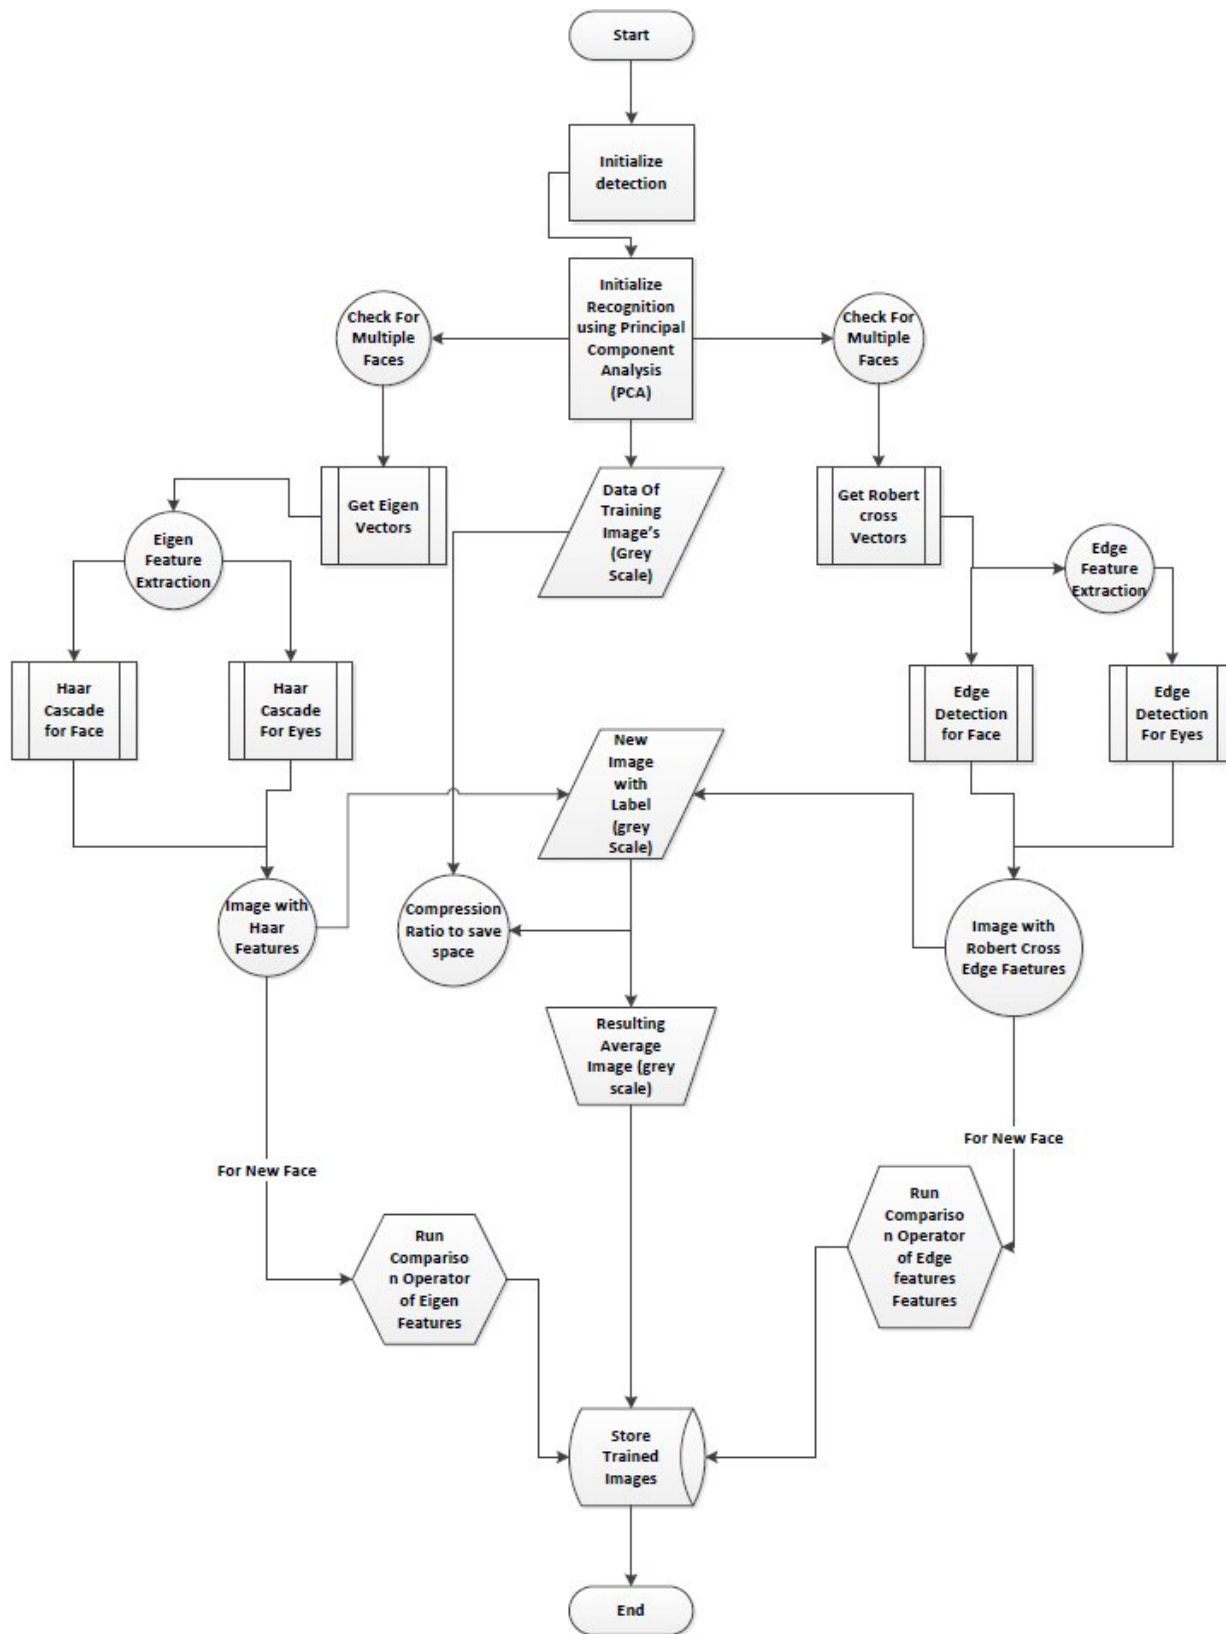 Start
Initialize
detection
Initialize
Recognition
using Principal
Component
Analysis
(PCA)
Check For
Multiple
Faces
Check For
Multiple
Faces
Get Eigen
Vectors
Data Of
Training
Image's
(Grey
Scale)
Get Robert
cross
Vectors
Eigen
Feature
Extraction
Edge
Feature
Extraction
Haar
Cascade
for Face
Haar
Cascade
For Eyes
Edge
Detection
for Face
Edge
Detection
For Eyes
New
Image
with
Label
(grey
Scale)
Image with
Haar
Features
Compression
Ratio to save
space
Image with
Robert Cross
Edge Faetures
Resulting
Average
Image (grey
scale)
For New Face
For New Face
Run
Compariso
n Operator
of Eigen
Features
Run
Compariso
n Operator
of Edge
features
Features
Store
Trained
Images
End